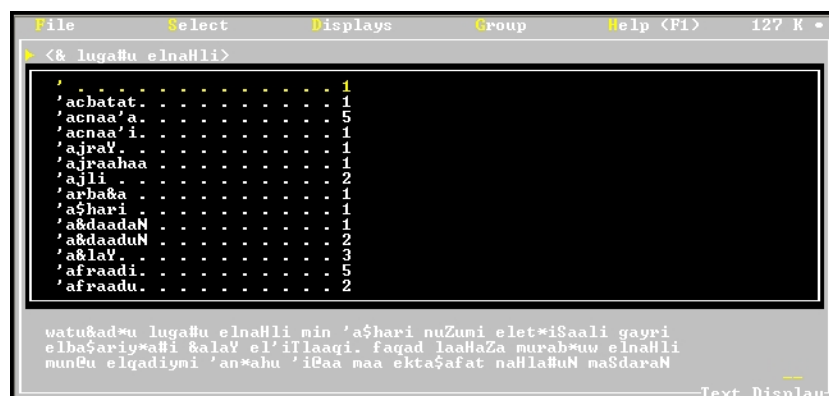 File Select Displays Group Help (F1) 127 K •
<& luga#u elnaHli>
' . . . . . . . . . . . . . 1
'acbatat. . . . . . . . . . 1
'acnaa'a. . . . . . . . . . 5
'acnaa'i. . . . . . . . . . 1
'ajraY. . . . . . . . . . . 1
'ajraahaa . . . . . . . . . 1
'ajli . . . . . . . . . . . 2
'arba&a . . . . . . . . . . 1
'a$hari . . . . . . . . . . 1
'a&daadaN . . . . . . . . . 1
'a&daaduN . . . . . . . . . 2
'a&laY. . . . . . . . . . . 3
'afraadi. . . . . . . . . . 5
'afraadu. . . . . . . . . . 2
watu&ad*u luga#u elnaHli min 'a$hari nuZumi elet*iSaali gayri
elba$ariy*a#i &alaY el'iTlaaqi. faqad laaHaZa murab*uw elnaHli
mun@u elqadiymi 'an*ahu 'i@aa maa ekta$afat naHla#uN maSdaraN
Text Display